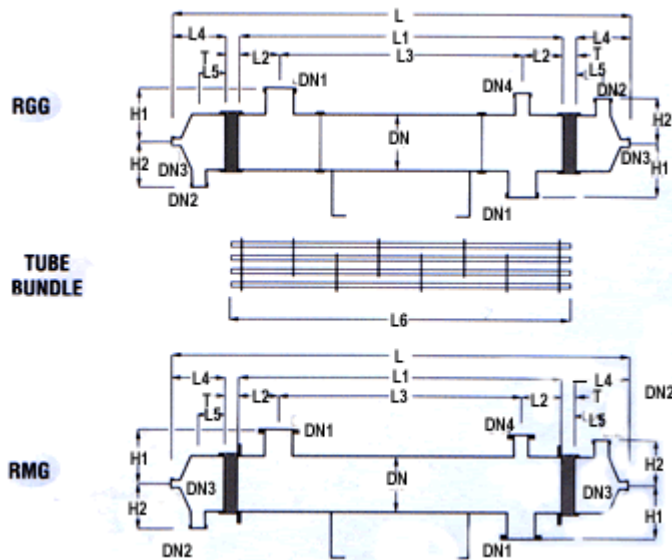 L
L4 L1 L4
T L2 L3 L2 T
L5 L5
DN1 DN4 DN2
RGG
H1 DN H2
H2 DN3 DN3 H1
DN2 DN1
TUBE
BUNDLE
L6
L
L4 L1 L4
T L2 L3 L2 T DN2
L5 L5
DN1 DN4
H1 H2
RMG
DN3 DN DN3
H2 H1
DN2 DN1